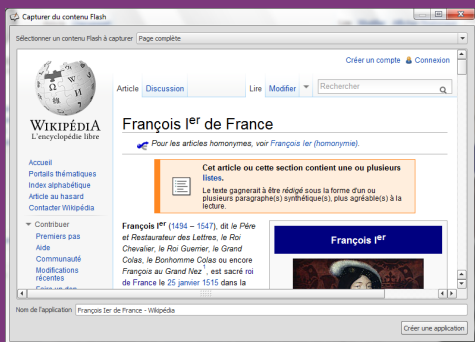 Capturer du contenu Flash
Sélectionner un contenu Flash à capturer Page complète
Créer un compte Connexion
Article Discussion Lire Modifier Rechercher
WIKIPÉDIA
L'encyclopédie libre
Accueil
Portails thématiques
Index alphabétique
Article au hasard
Contacter Wikipédia
Contribuer
Premiers pas
Aide
Communauté
Modifications
récentes
Faire un don
François Ier de France
Pour les articles homonymes, voir François Ier (homonymie).
Cet article ou cette section contient une ou plusieurs
listes.
Le texte gagnerait à être rédigé sous la forme d'un ou
plusieurs paragraphe(s) synthétique(s), plus agréable(s) à la
lecture.
François Ier (1494 – 1547), dit le Père
et Restaurateur des Lettres, le Roi
Chevalier, le Roi Guerrier, le Grand
Colas, le Bonhomme Colas ou encore
François au Grand Nez1, est sacré roi
de France le 25 janvier 1515 dans la
François Ier
Nom de l'application François Ier de France - Wikipédia
Créer une application